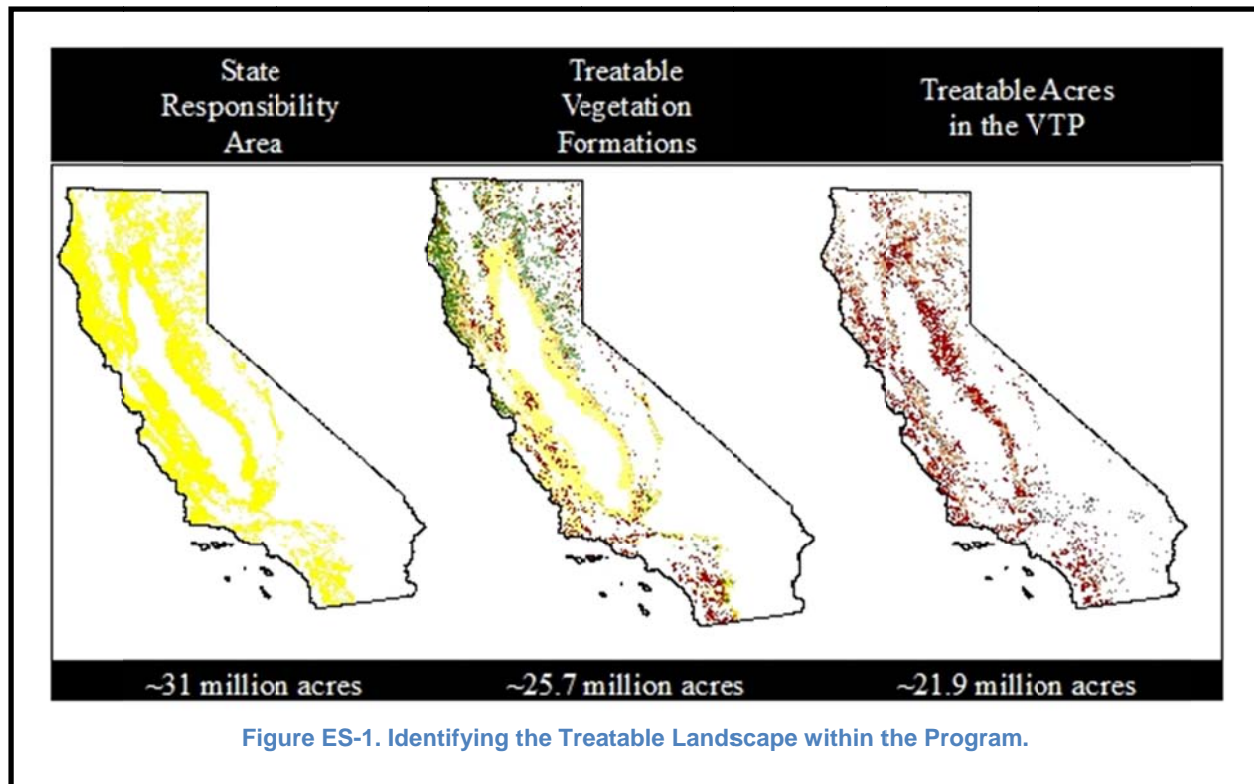 State
Responsibility
Area
Treatable
Vegetation
Formations
Treatable Acres
in the VTP
~31 million acres
~25.7 million acres
~21.9 million acres
Figure ES-1. Identifying the Treatable Landscape within the Program.